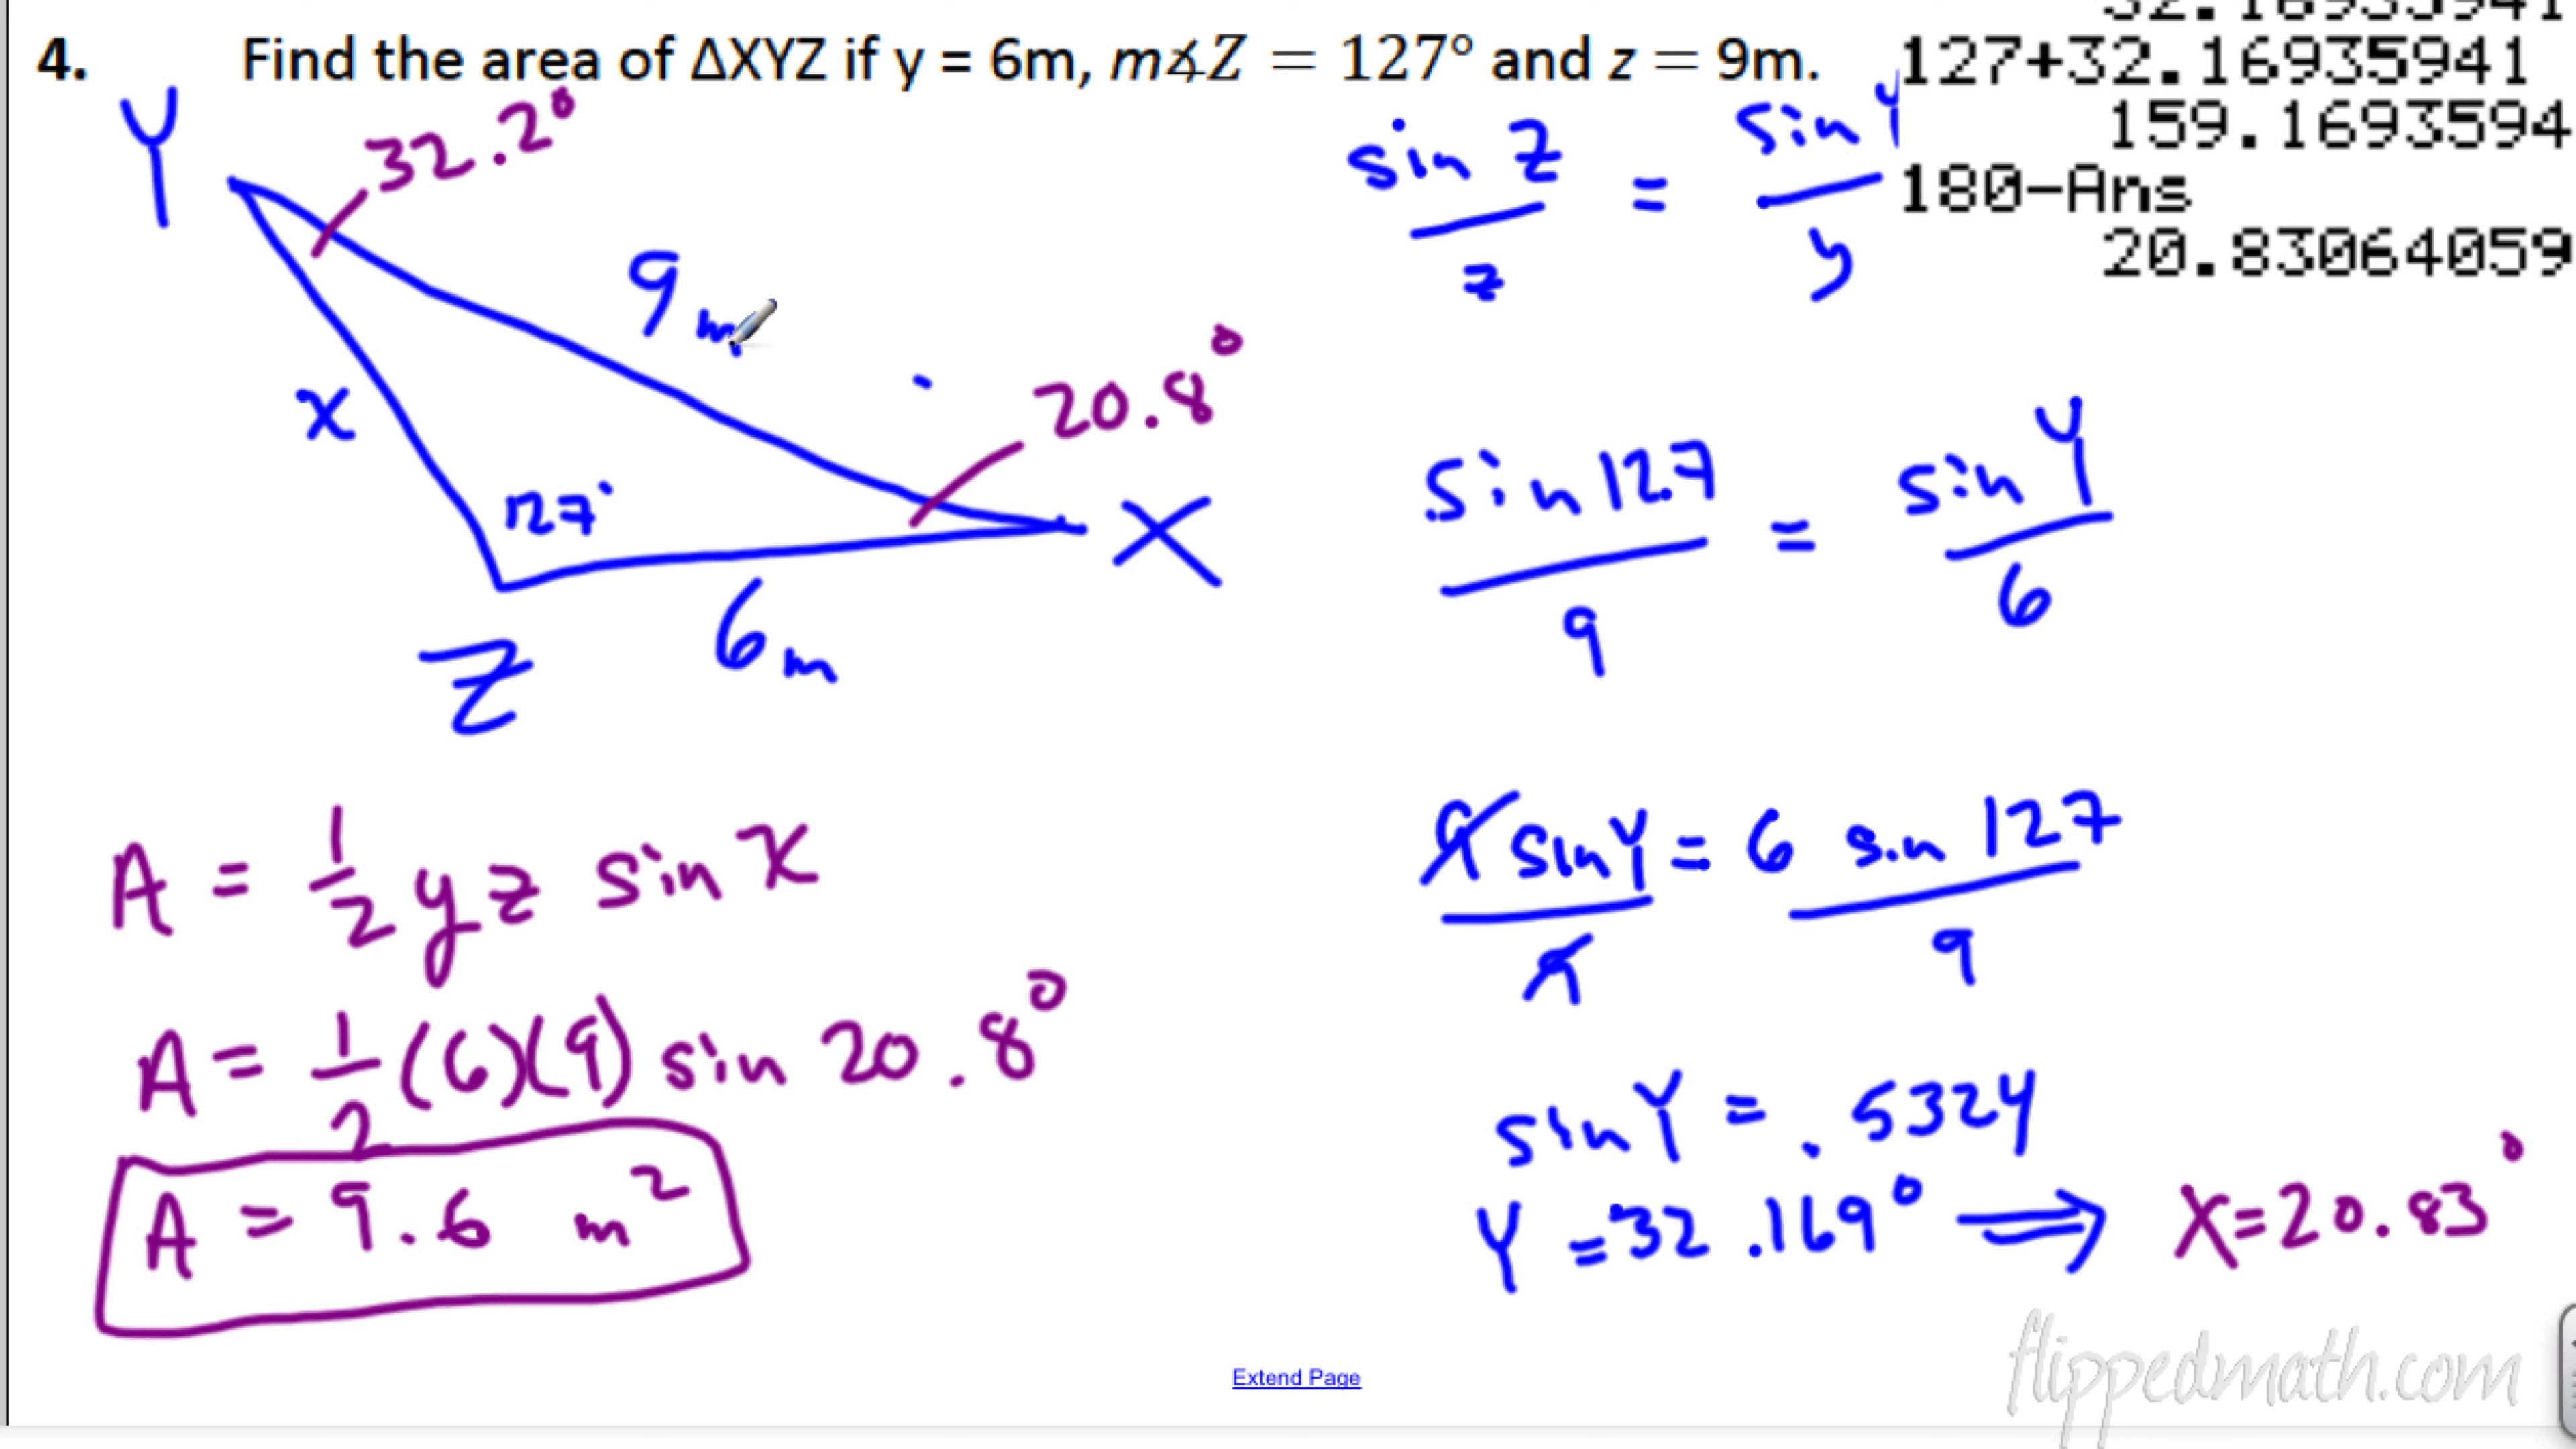 4. Find the area of ΔXYZ if y = 6m, m∡Z = 127° and z = 9m.
127+32.16935941
159.1693594
180-Ans
20.83064059
Y
32.2°
9m
x
20.8°
127°
X
6m
Z
sin Z / z = sin Y / y
sin 127 / 9 = sin Y / 6
9 sin Y / 9 = 6 sin 127 / 9
sin Y = .5324
Y = 32.169° ⇒ X = 20.83°
A = 1/2 y z sin X
A = 1/2 (6)(9) sin 20.8°
A = 9.6 m²
Extend Page
flippedmath.com